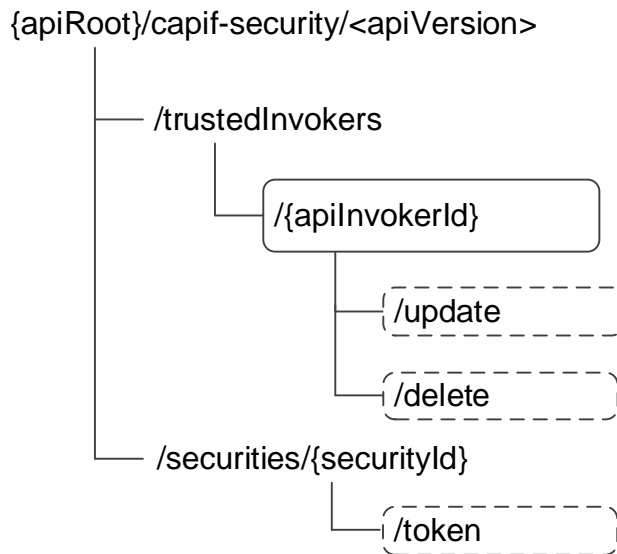 {apiRoot}/capif-security/<apiVersion>
/trustedInvokers
/{apiInvokerId}
/update
/delete
/securities/{securityId}
/token